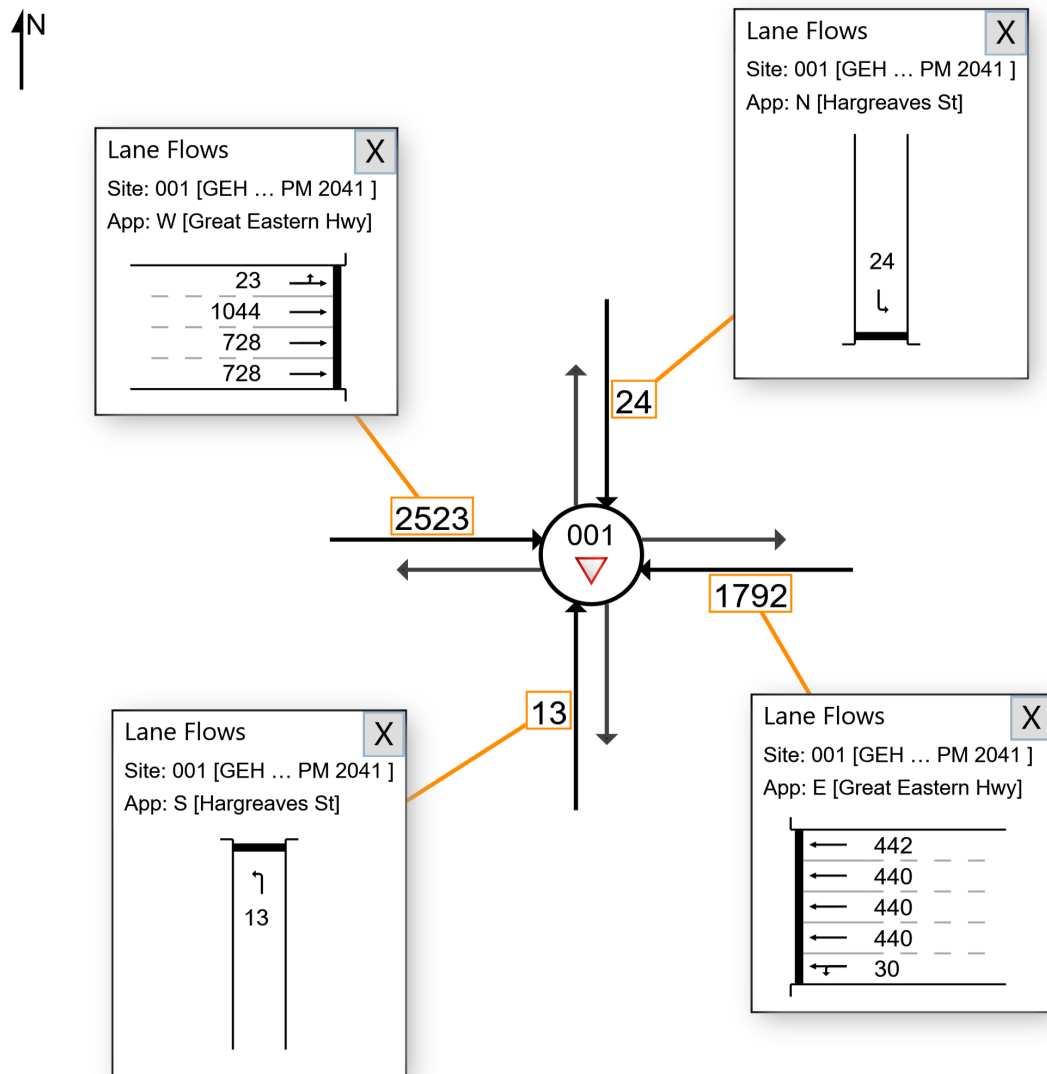 N
Lane Flows
X
Site: 001 [GEH ... PM 2041 ]
App: N [Hargreaves St]
24
Lane Flows
X
Site: 001 [GEH ... PM 2041 ]
App: W [Great Eastern Hwy]
23
1044
728
728
24
2523
001
1792
13
Lane Flows
X
Site: 001 [GEH ... PM 2041 ]
App: S [Hargreaves St]
13
Lane Flows
X
Site: 001 [GEH ... PM 2041 ]
App: E [Great Eastern Hwy]
442
440
440
440
30